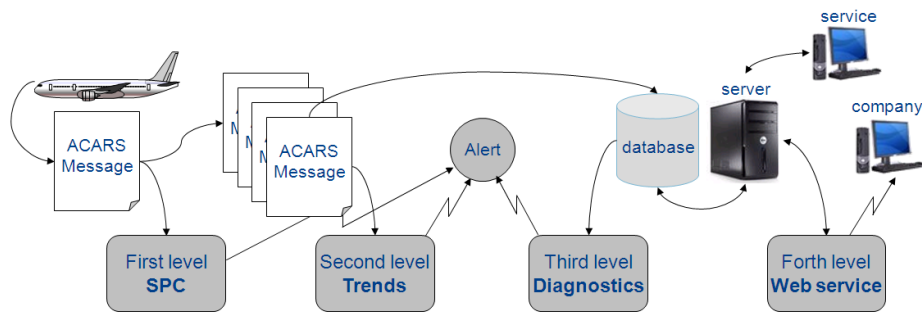 service
server
company
ACARS
Message
ACARS
Message
Alert
database
First level
SPC
Second level
Trends
Third level
Diagnostics
Forth level
Web service